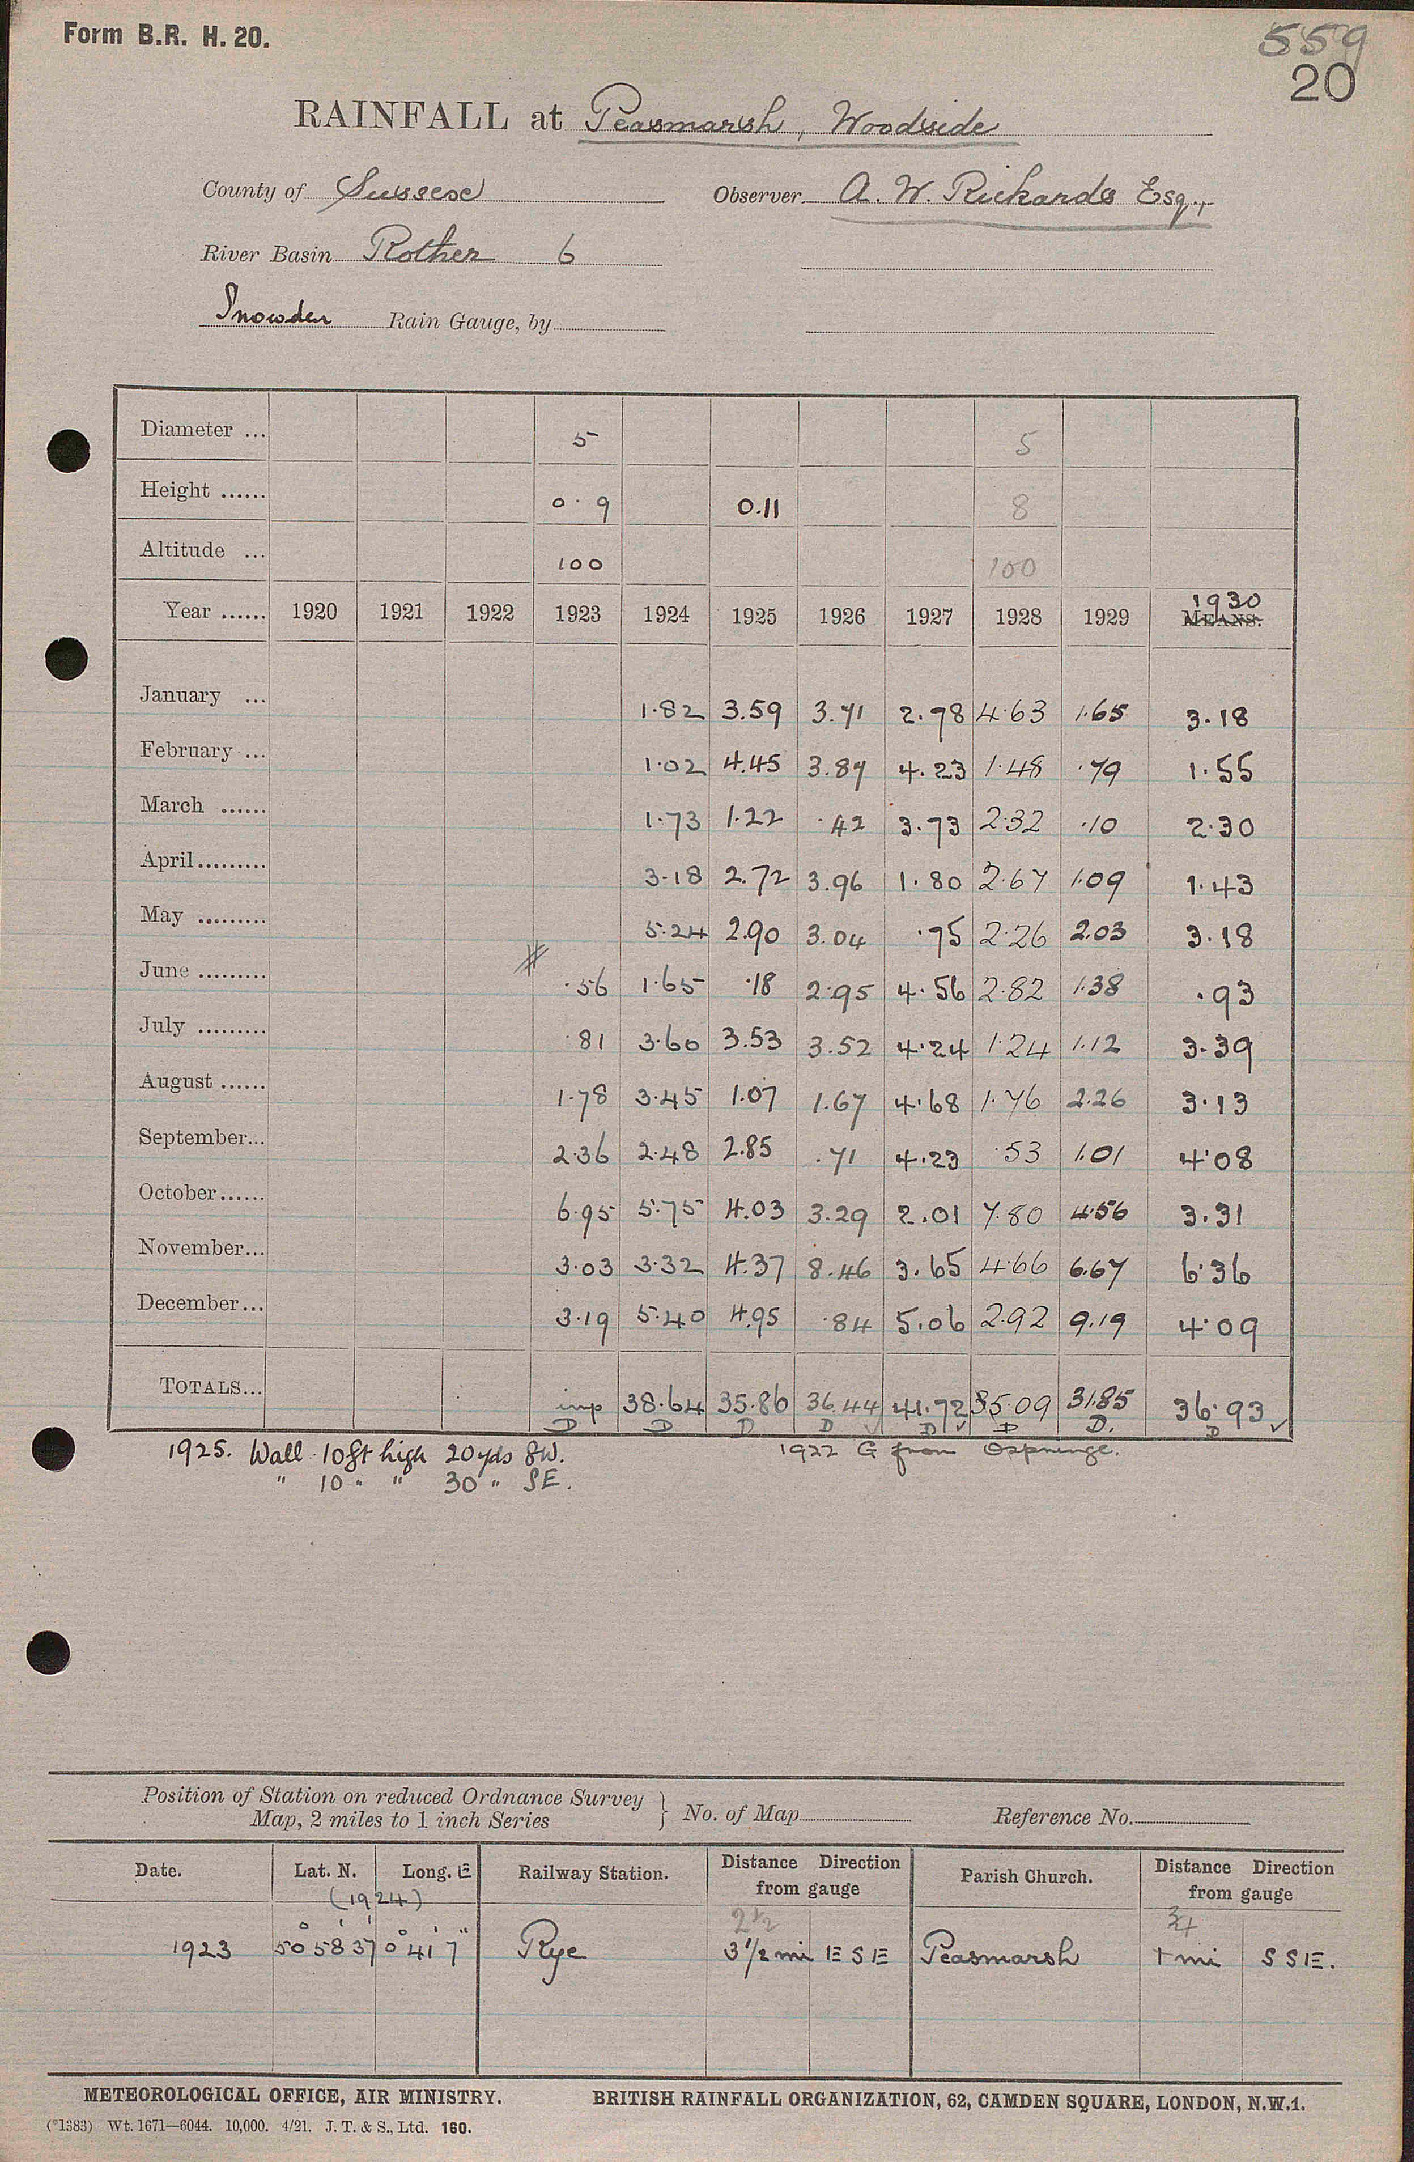 Form B.R. H. 20.
559
20
RAINFALL at Peasmarsh, Woodside
County of Sussex Observer A. W. Rickards Esq.,
River Basin Rother 6
Snowdon Rain Gauge, by
Diameter ... 5 5
Height ...... 0.9 0.11 8
Altitude ... 100 100
Year ...... 1920 1921 1922 1923 1924 1925 1926 1927 1928 1929 1930 MEANS.
January ... 1.82 3.59 3.71 2.98 4.63 1.65 3.18
February ... 1.02 4.45 3.87 4.23 1.48 .79 1.55
March ...... 1.73 1.22 .42 3.73 2.32 .10 2.30
April......... 3.18 2.72 3.96 1.80 2.67 1.09 1.43
May ......... 5.24 2.90 3.04 .75 2.26 2.03 3.18
June ......... # .56 1.65 .18 2.95 4.56 2.82 1.38 .93
July ......... .81 3.60 3.53 3.52 4.24 1.24 1.12 3.39
August ...... 1.78 3.45 1.07 1.67 4.68 1.76 2.26 3.13
September... 2.36 2.48 2.85 .71 4.23 .53 1.01 4.08
October...... 6.95 5.75 4.03 3.29 2.01 7.80 4.56 3.31
November... 3.03 3.32 4.37 8.46 3.65 4.66 6.67 6.36
December... 3.19 5.40 4.95 .84 5.06 2.92 9.19 4.09
TOTALS... imp 38.64 35.86 36.44 41.72 35.09 31.85 36.93
D D D D D D D. D
1925. Wall 10ft high 20yds SW. 1922 G from Ospringe.
" 10 " " 30 " SE.
Position of Station on reduced Ordnance Survey
Map, 2 miles to 1 inch Series } No. of Map Reference No.
Date. Lat. N. Long. E Railway Station. Distance Direction from gauge Parish Church. Distance Direction from gauge
(1924)
2½ ¾
1923 50° 58' 37" 0° 41' 7" Rye 3 1/2 mi E S E Peasmarsh 1 mi S S E.
METEOROLOGICAL OFFICE, AIR MINISTRY. BRITISH RAINFALL ORGANIZATION, 62, CAMDEN SQUARE, LONDON, N.W.1.
(*1383) Wt. 1671—6044. 10,000. 4/21. J. T. & S., Ltd. 160.